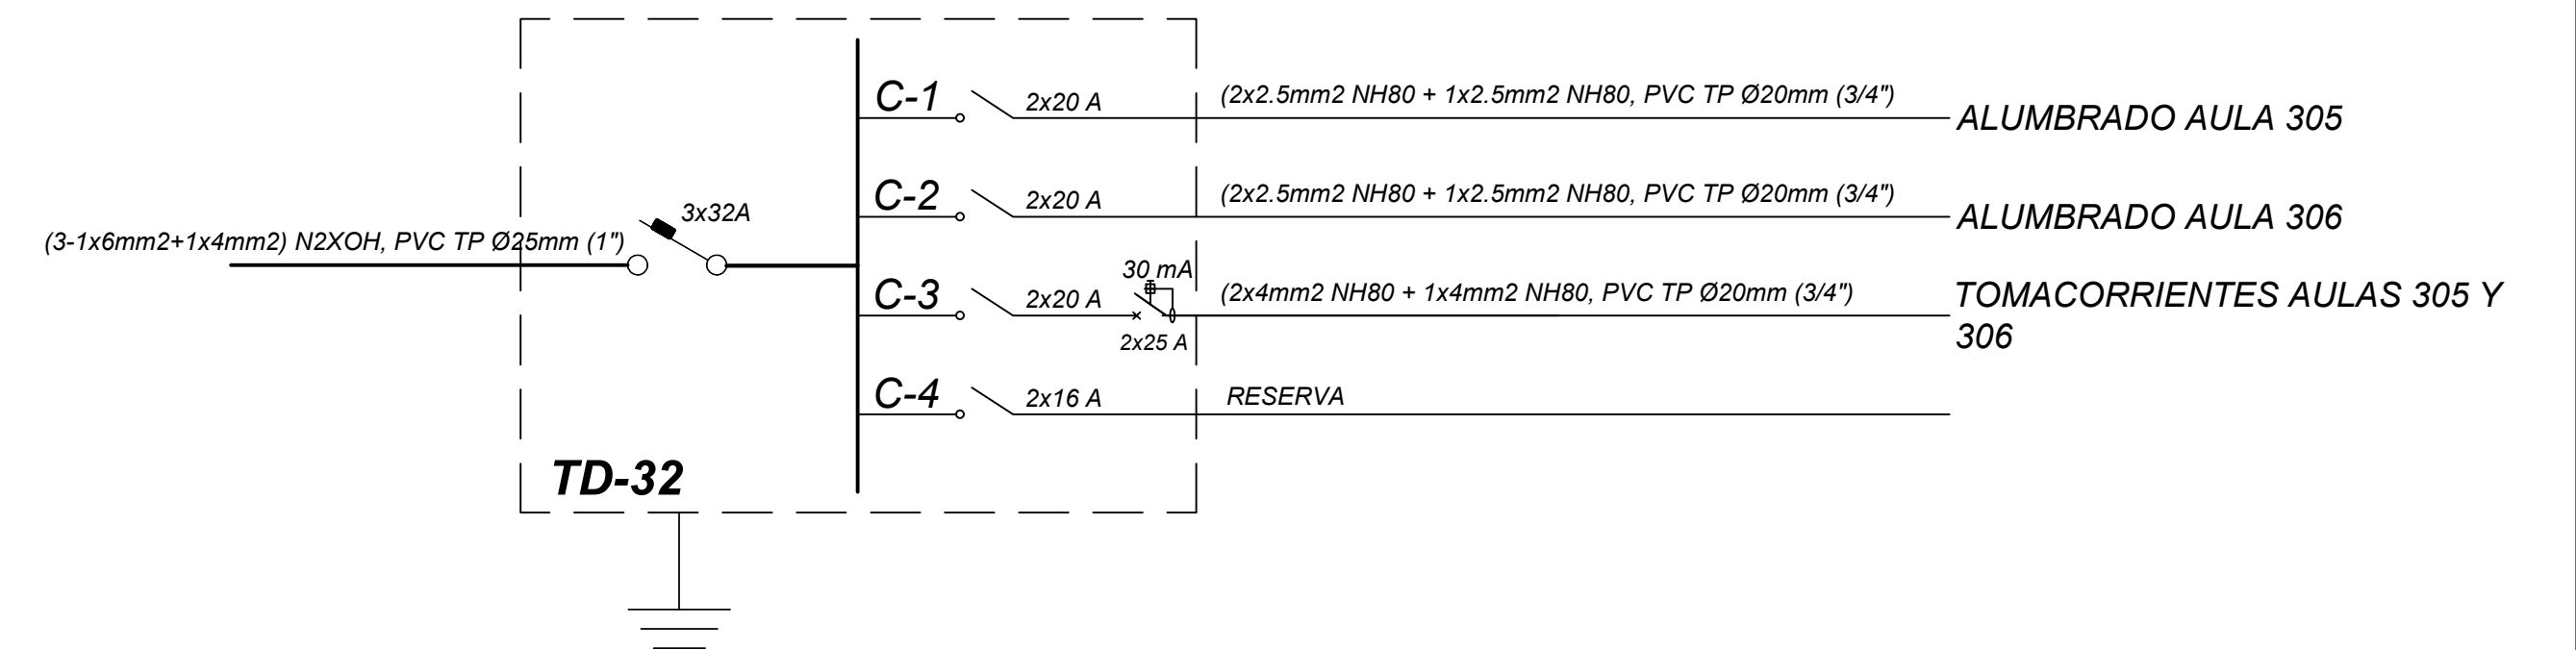 C-1 2x20 A (2x2.5mm2 NH80 + 1x2.5mm2 NH80, PVC TP Ø20mm (3/4") ALUMBRADO AULA 305
C-2 2x20 A (2x2.5mm2 NH80 + 1x2.5mm2 NH80, PVC TP Ø20mm (3/4") ALUMBRADO AULA 306
3x32A
(3-1x6mm2+1x4mm2) N2XOH, PVC TP Ø25mm (1")
30 mA
C-3 2x20 A (2x4mm2 NH80 + 1x4mm2 NH80, PVC TP Ø20mm (3/4") TOMACORRIENTES AULAS 305 Y
306
2x25 A
C-4 2x16 A RESERVA
TD-32